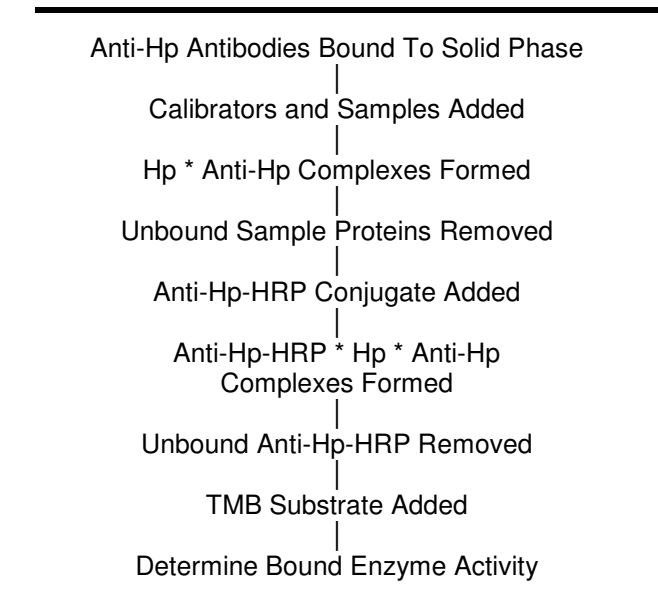 Anti-Hp Antibodies Bound To Solid Phase
Calibrators and Samples Added
Hp * Anti-Hp Complexes Formed
Unbound Sample Proteins Removed
Anti-Hp-HRP Conjugate Added
Anti-Hp-HRP * Hp * Anti-Hp
Complexes Formed
Unbound Anti-Hp-HRP Removed
TMB Substrate Added
Determine Bound Enzyme Activity